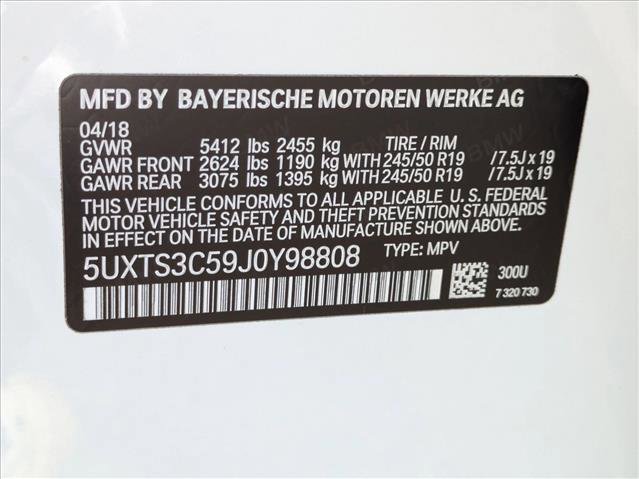 MFD BY BAYERISCHE MOTOREN WERKE AG
04/18
GVWR 5412 lbs 2455 kg TIRE / RIM
GAWR FRONT 2624 lbs 1190 kg WITH 245/50 R19 /7.5J x 19
GAWR REAR 3075 lbs 1395 kg WITH 245/50 R19 /7.5J x 19
THIS VEHICLE CONFORMS TO ALL APPLICABLE U. S. FEDERAL
MOTOR VEHICLE SAFETY AND THEFT PREVENTION STANDARDS
IN EFFECT ON THE DATE OF MANUFACTURE SHOWN ABOVE.
5UXTS3C59J0Y98808 TYPE: MPV
300U
7 320 730